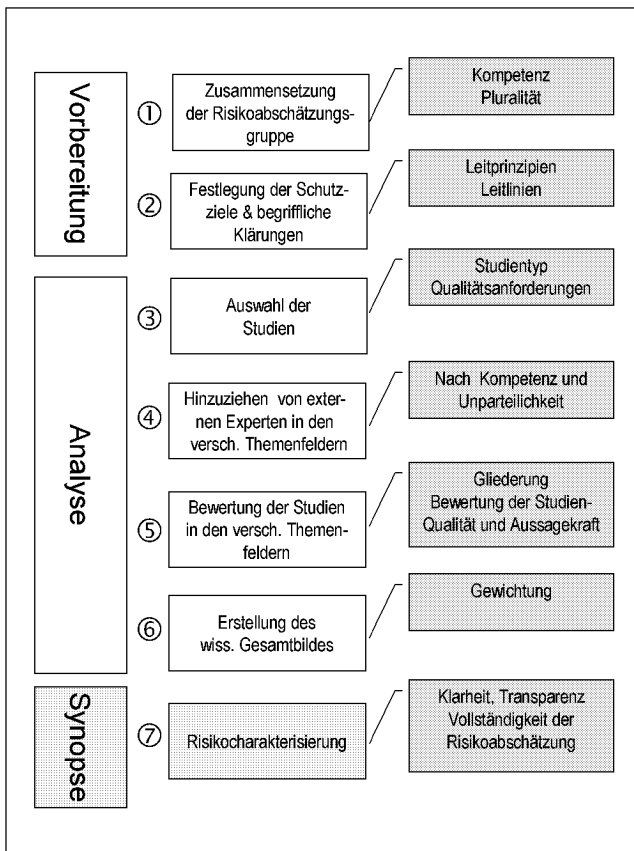 Vorbereitung
①
Zusammensetzung
der Risikoabschätzungs-
gruppe
Kompetenz
Pluralität
②
Festlegung der Schutz-
ziele & begriffliche
Klärungen
Leitprinzipien
Leitlinien
Analyse
③
Auswahl der
Studien
Studientyp
Qualitätsanforderungen
④
Hinzuziehen von exter-
nen Experten in den
versch. Themenfeldern
Nach Kompetenz und
Unparteilichkeit
⑤
Bewertung der Studien
in den versch. Themen-
feldern
Gliederung
Bewertung der Studien-
Qualität und Aussagekraft
⑥
Erstellung des
wiss. Gesamtbildes
Gewichtung
Synopse
⑦
Risikocharakterisierung
Klarheit, Transparenz
Vollständigkeit der
Risikoabschätzung